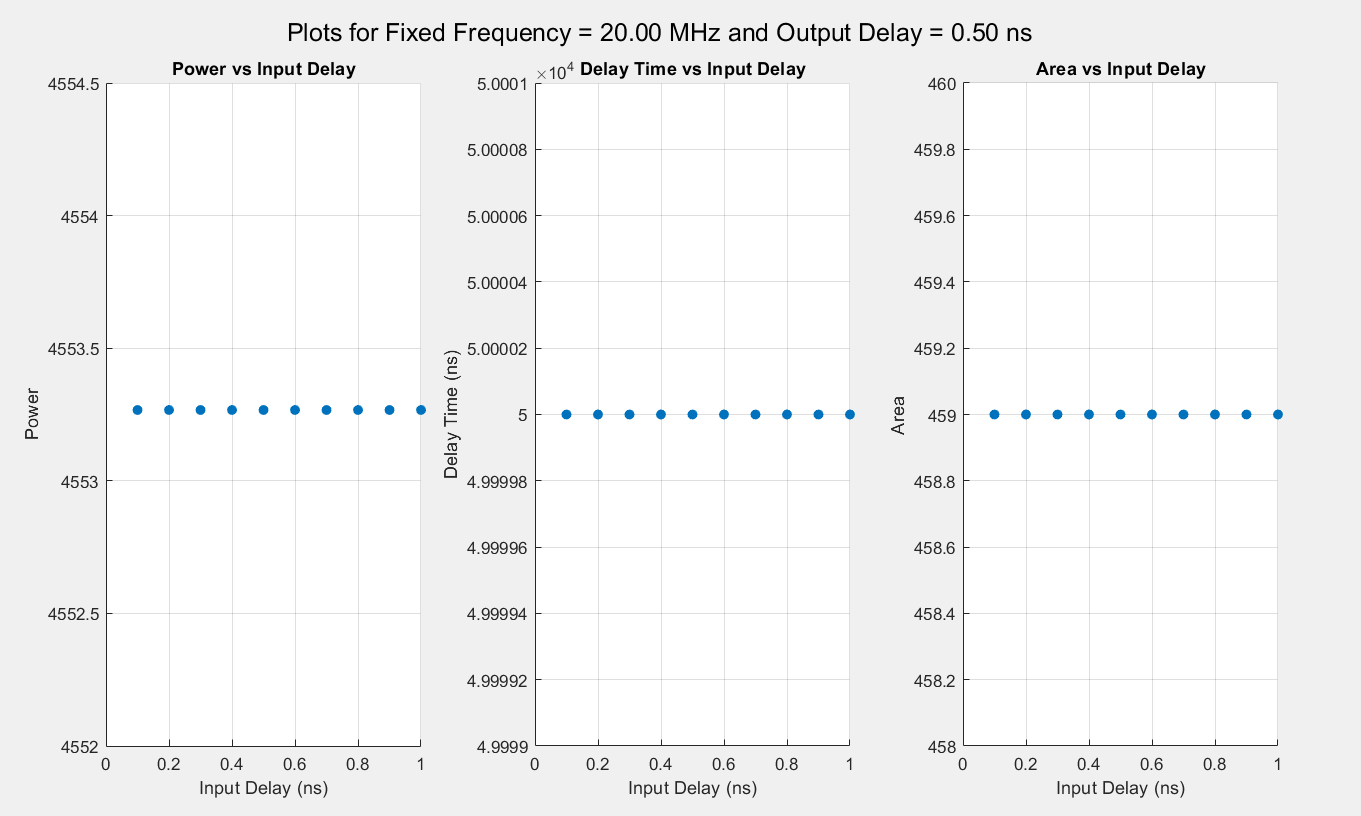 Plots for Fixed Frequency = 20.00 MHz and Output Delay = 0.50 ns
Power vs Input Delay
4554.5
4554
4553.5
4553
4552.5
4552
Power
0 0.2 0.4 0.6 0.8 1
Input Delay (ns)
×10^4 Delay Time vs Input Delay
5.0001
5.00008
5.00006
5.00004
5.00002
5
4.99998
4.99996
4.99994
4.99992
4.9999
Delay Time (ns)
0 0.2 0.4 0.6 0.8 1
Input Delay (ns)
Area vs Input Delay
460
459.8
459.6
459.4
459.2
459
458.8
458.6
458.4
458.2
458
Area
0 0.2 0.4 0.6 0.8 1
Input Delay (ns)